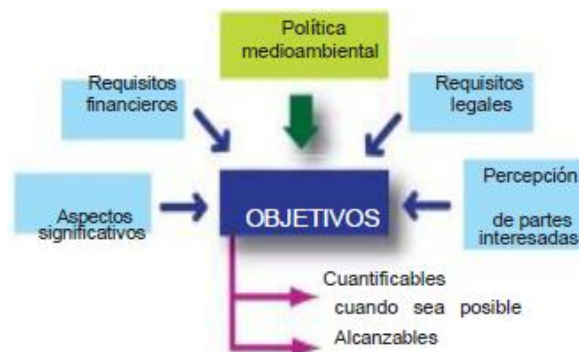 Política
medioambiental
Requisitos
financieros
Requisitos
legales
Aspectos
significativos
OBJETIVOS
Percepción
de partes
interesadas
Cuantificables
cuando sea posible
Alcanzables